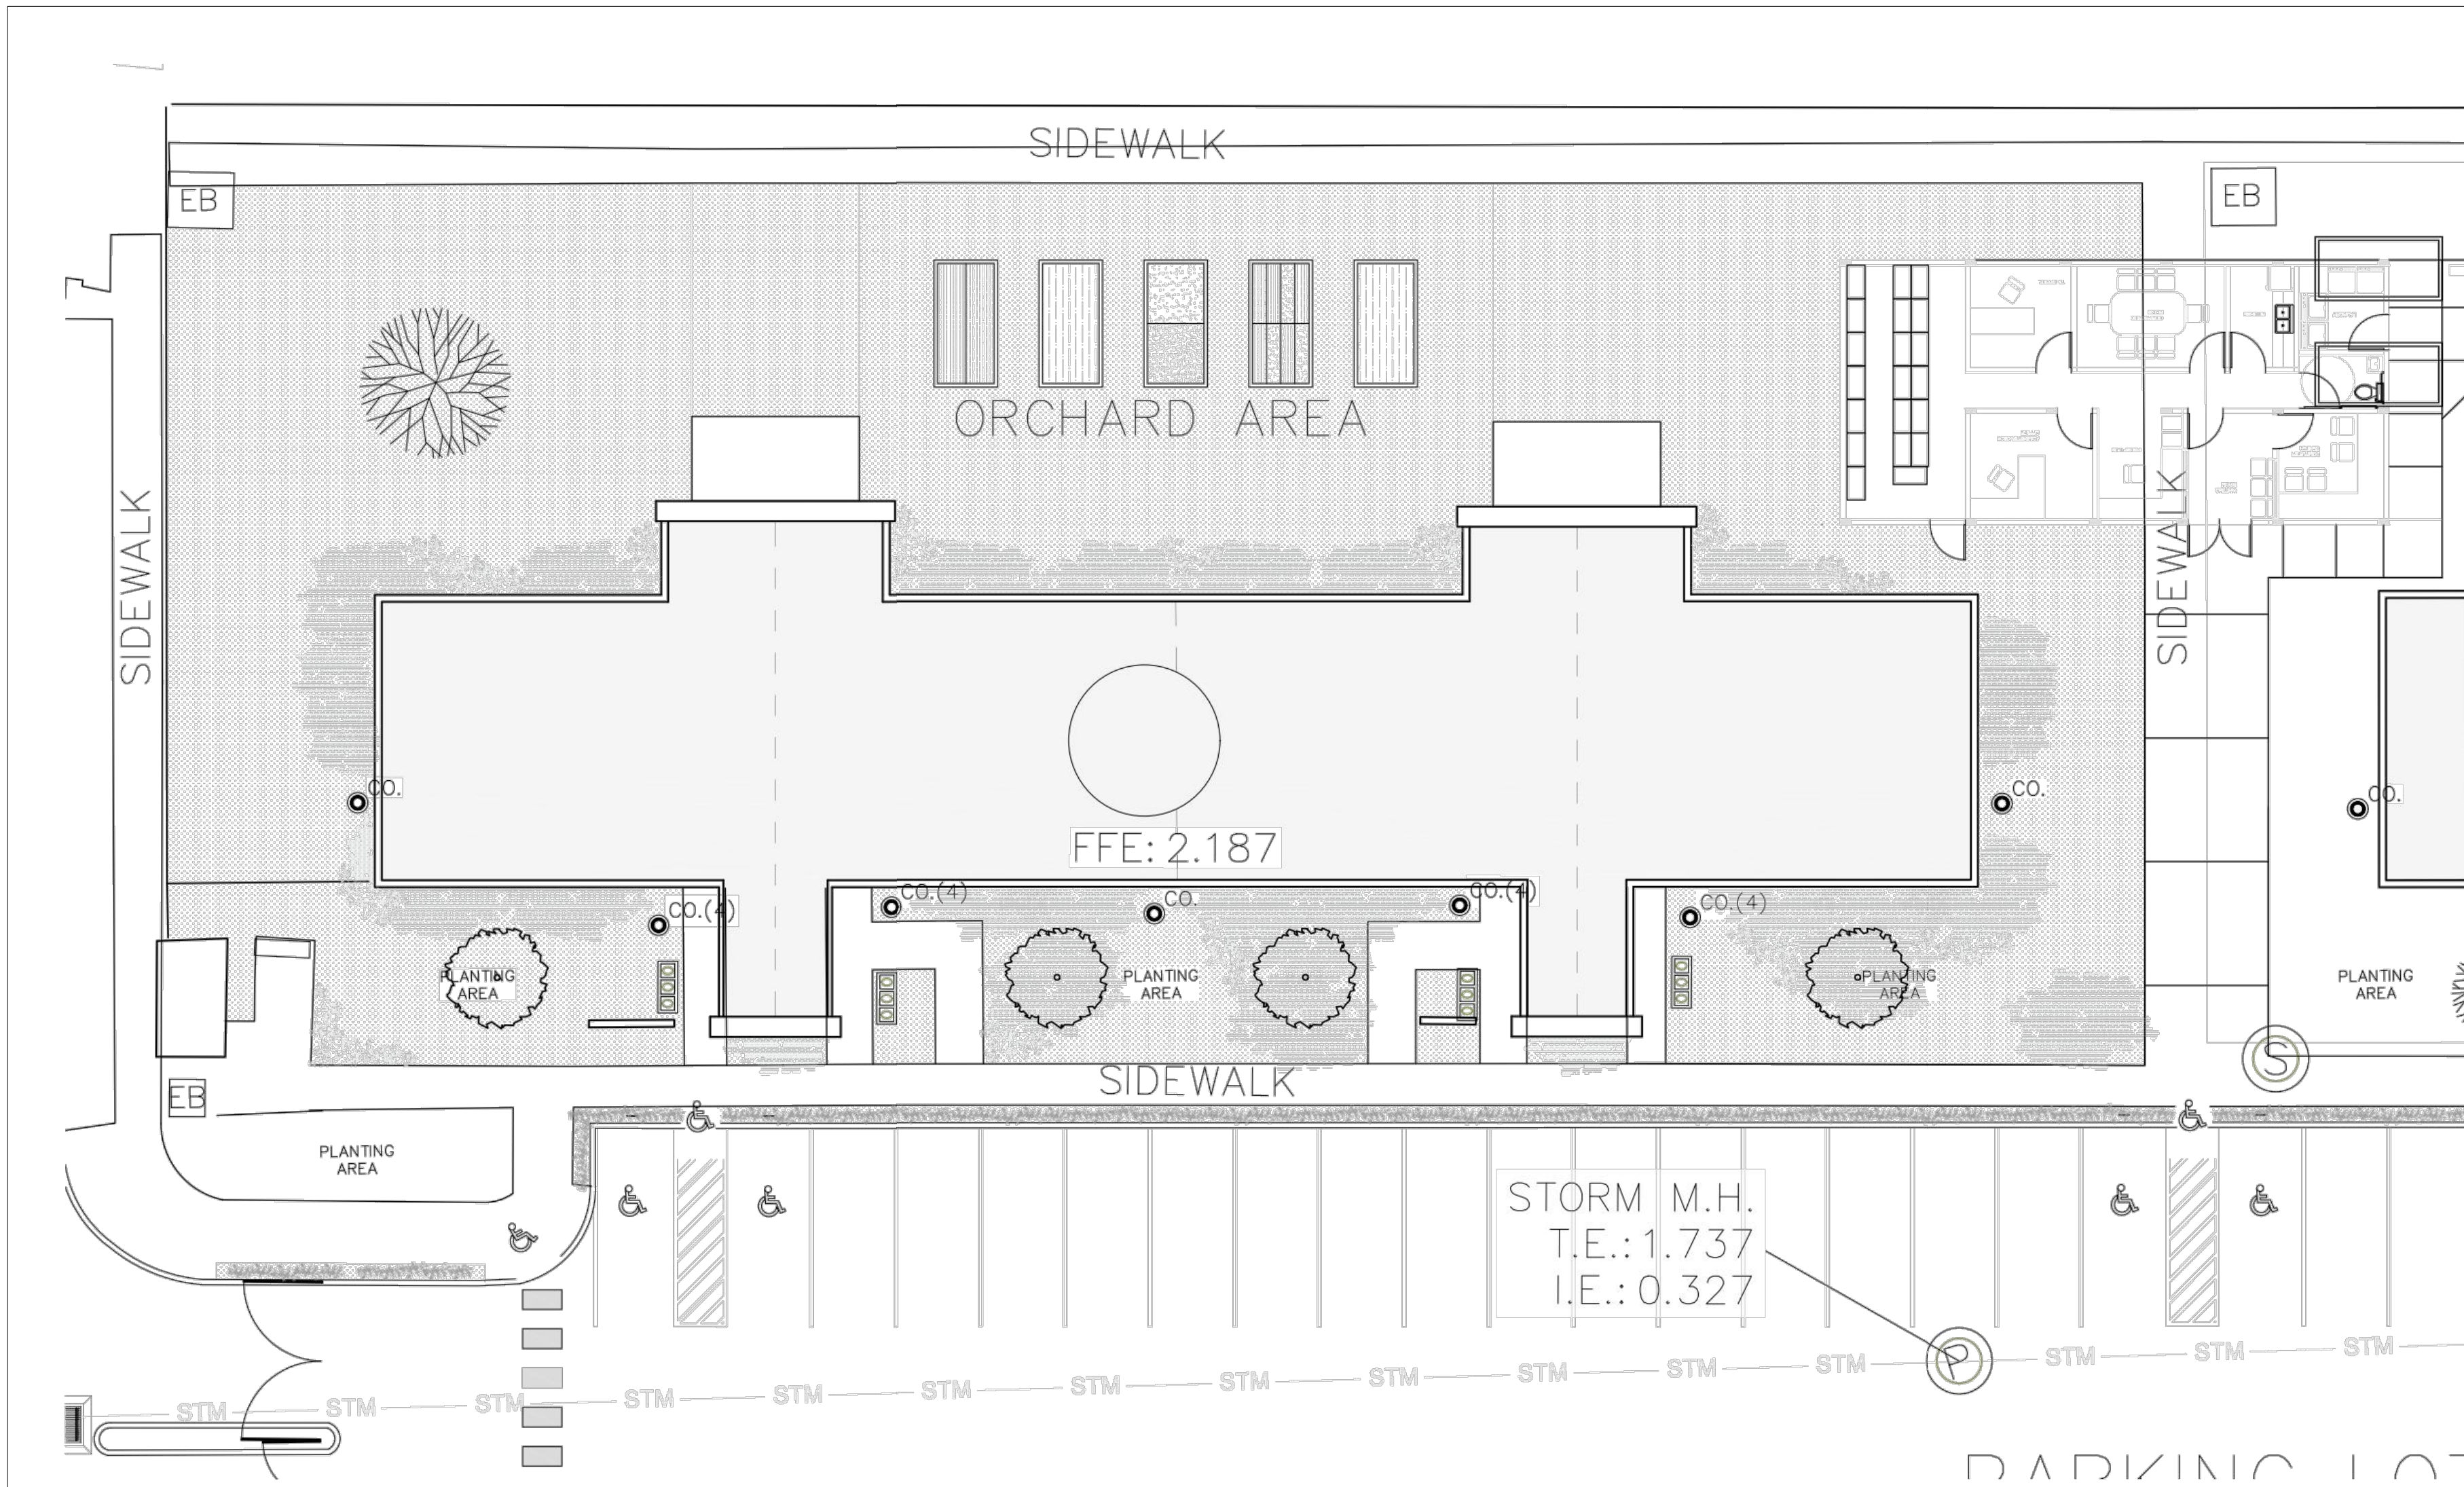 SIDEWALK
EB
EB
ORCHARD AREA
SIDEWALK
SIDEWALK
CO.
CO.
CO.
FFE: 2.187
CO.(4)
CO.(4)
CO.
CO.(4)
CO.(4)
PLANTING
AREA
PLANTING
AREA
PLANTING
AREA
PLANTING
AREA
S
SIDEWALK
EB
PLANTING
AREA
STORM M.H.
T.E.: 1.737
I.E.: 0.327
P
STM STM STM STM STM STM STM STM STM STM STM STM STM STM STM
PARKING LOT